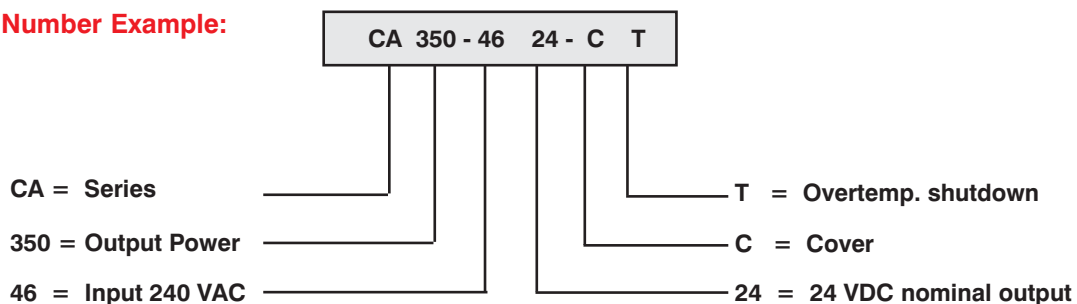 Number Example:
CA 350 - 46 24 - C T
CA = Series
350 = Output Power
46 = Input 240 VAC
T = Overtemp. shutdown
C = Cover
24 = 24 VDC nominal output